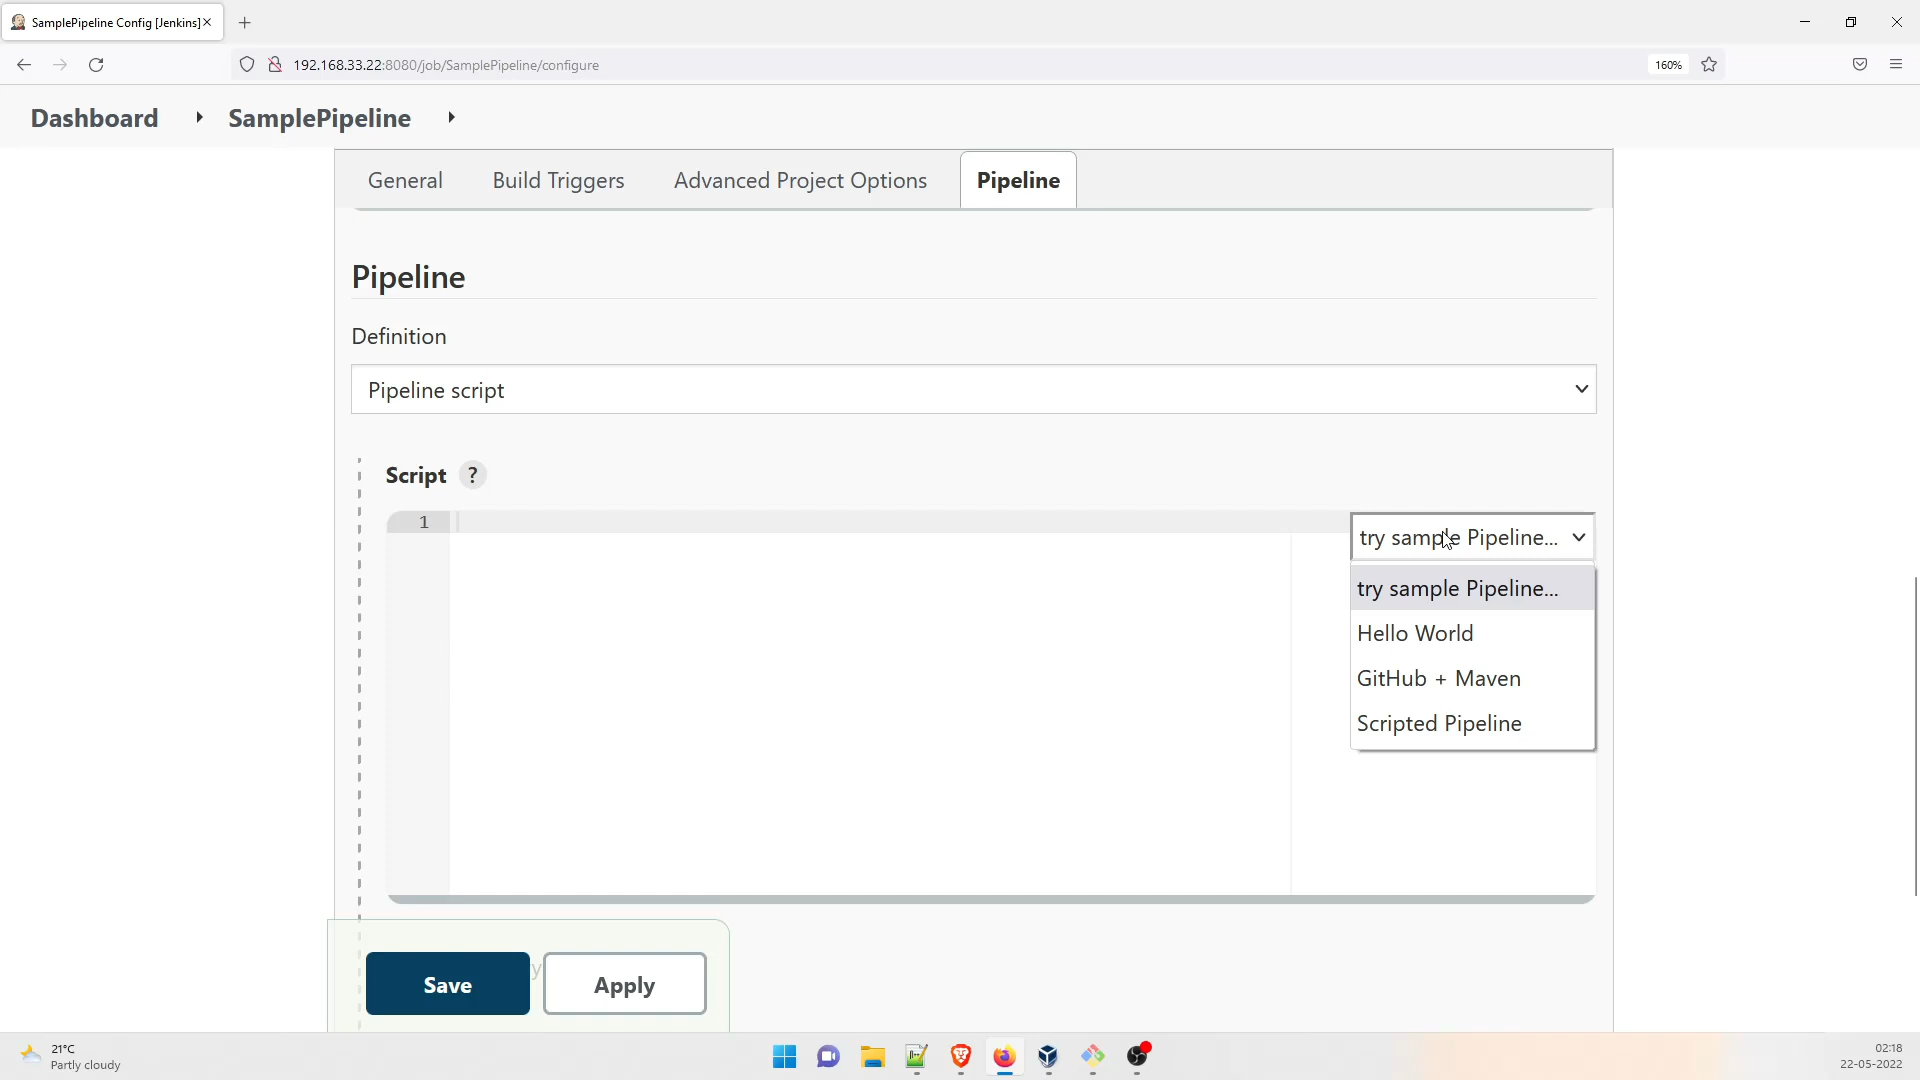 SamplePipeline Config [Jenkins]
192.168.33.22:8080/job/SamplePipeline/configure
160%
Dashboard SamplePipeline
General Build Triggers Advanced Project Options Pipeline
Pipeline
Definition
Pipeline script
Script ?
1
try sample Pipeline...
try sample Pipeline...
Hello World
GitHub + Maven
Scripted Pipeline
Save Apply
21°C
Partly cloudy
02:18
22-05-2022